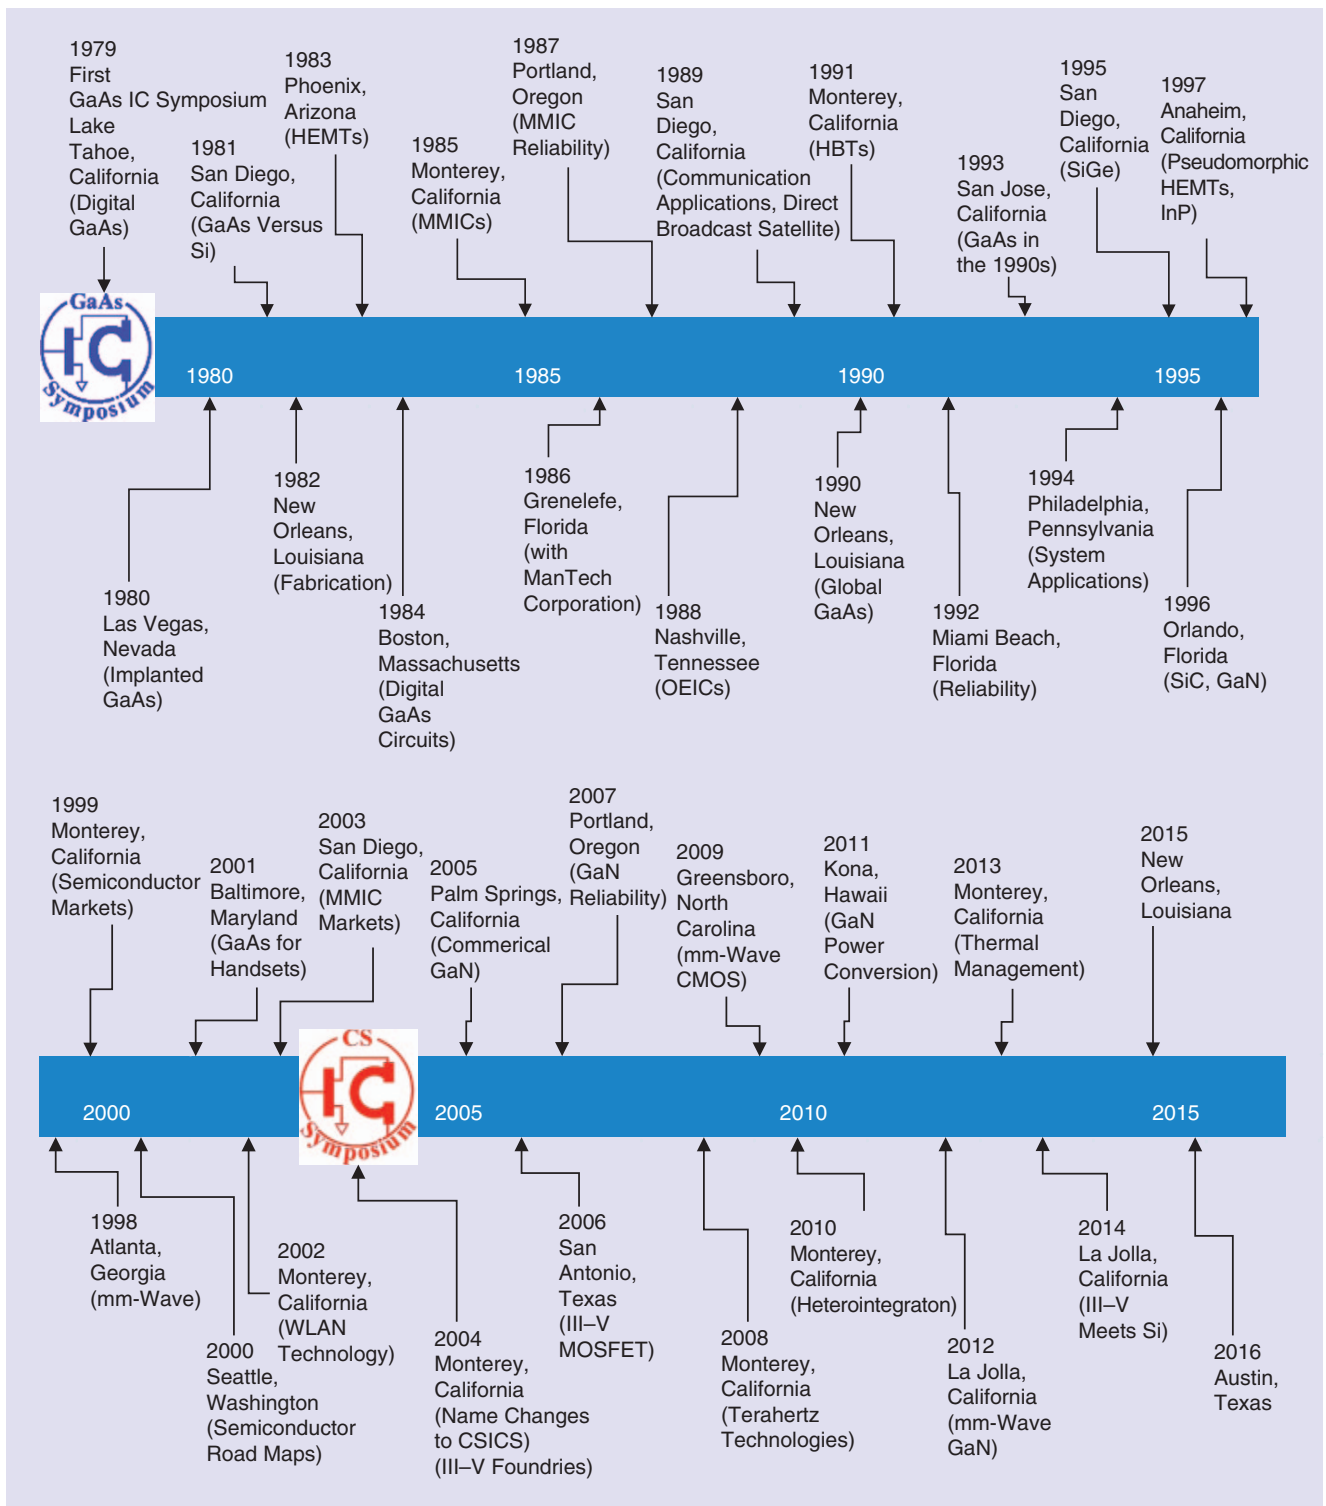 1979
First
GaAs IC Symposium
Lake
Tahoe,
California
(Digital
GaAs)
1981
San Diego,
California
(GaAs Versus
Si)
1983
Phoenix,
Arizona
(HEMTs)
1985
Monterey,
California
(MMICs)
1987
Portland,
Oregon
(MMIC
Reliability)
1989
San
Diego,
California
(Communication
Applications, Direct
Broadcast Satellite)
1991
Monterey,
California
(HBTs)
1993
San Jose,
California
(GaAs in
the 1990s)
1995
San
Diego,
California
(SiGe)
1997
Anaheim,
California
(Pseudomorphic
HEMTs,
InP)
GaAs
IC
Symposium
1980
1985
1990
1995
1980
Las Vegas,
Nevada
(Implanted
GaAs)
1982
New
Orleans,
Louisiana
(Fabrication)
1984
Boston,
Massachusetts
(Digital
GaAs
Circuits)
1986
Grenelefe,
Florida
(with
ManTech
Corporation)
1988
Nashville,
Tennessee
(OEICs)
1990
New
Orleans,
Louisiana
(Global
GaAs)
1992
Miami Beach,
Florida
(Reliability)
1994
Philadelphia,
Pennsylvania
(System
Applications)
1996
Orlando,
Florida
(SiC, GaN)
1999
Monterey,
California
(Semiconductor
Markets)
2001
Baltimore,
Maryland
(GaAs for
Handsets)
2003
San Diego,
California
(MMIC
Markets)
2005
Palm Springs,
California
(Commerical
GaN)
2007
Portland,
Oregon
(GaN
Reliability)
2009
Greensboro,
North
Carolina
(mm-Wave
CMOS)
2011
Kona,
Hawaii
(GaN
Power
Conversion)
2013
Monterey,
California
(Thermal
Management)
2015
New
Orleans,
Louisiana
2000
CS
IC
Symposium
2005
2010
2015
1998
Atlanta,
Georgia
(mm-Wave)
2000
Seattle,
Washington
(Semiconductor
Road Maps)
2002
Monterey,
California
(WLAN
Technology)
2004
Monterey,
California
(Name Changes
to CSICS)
(III–V Foundries)
2006
San
Antonio,
Texas
(III–V
MOSFET)
2008
Monterey,
California
(Terahertz
Technologies)
2010
Monterey,
California
(Heterointegraton)
2012
La Jolla,
California
(mm-Wave
GaN)
2014
La Jolla,
California
(III–V
Meets Si)
2016
Austin,
Texas